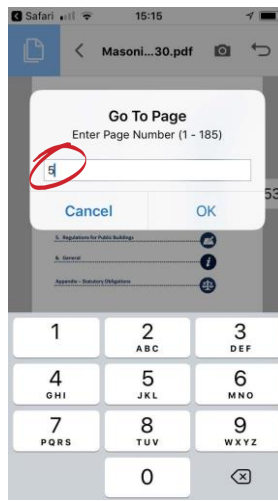 Safari 15:15
Masoni...30.pdf
Go To Page
Enter Page Number (1 - 185)
5
53
Cancel OK
5. Regulations for Public Buildings
6. General
Appendix - Statutory Obligations
1 2 3
ABC DEF
4 5 6
GHI JKL MNO
7 8 9
PQRS TUV WXYZ
0